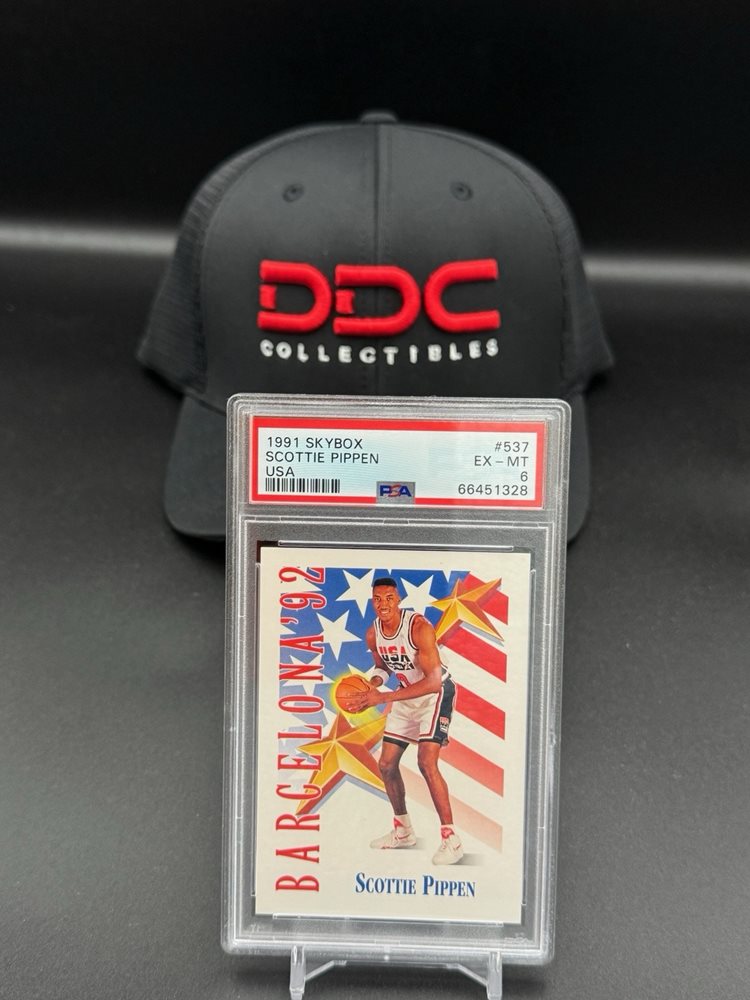 DDC
COLLECTIBLES
1991 SKYBOX #537
SCOTTIE PIPPEN EX - MT
USA 6
PSA 66451328
BARCELONA '92
USA
SCOTTIE PIPPEN